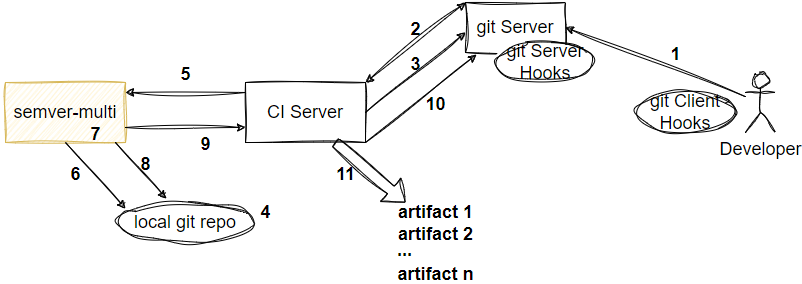 2
git Server
git Server
Hooks
1
3
10
5
semver-multi
7
CI Server
9
git Client
Hooks
Developer
6
8
11
local git repo
4
artifact 1
artifact 2
...
artifact n